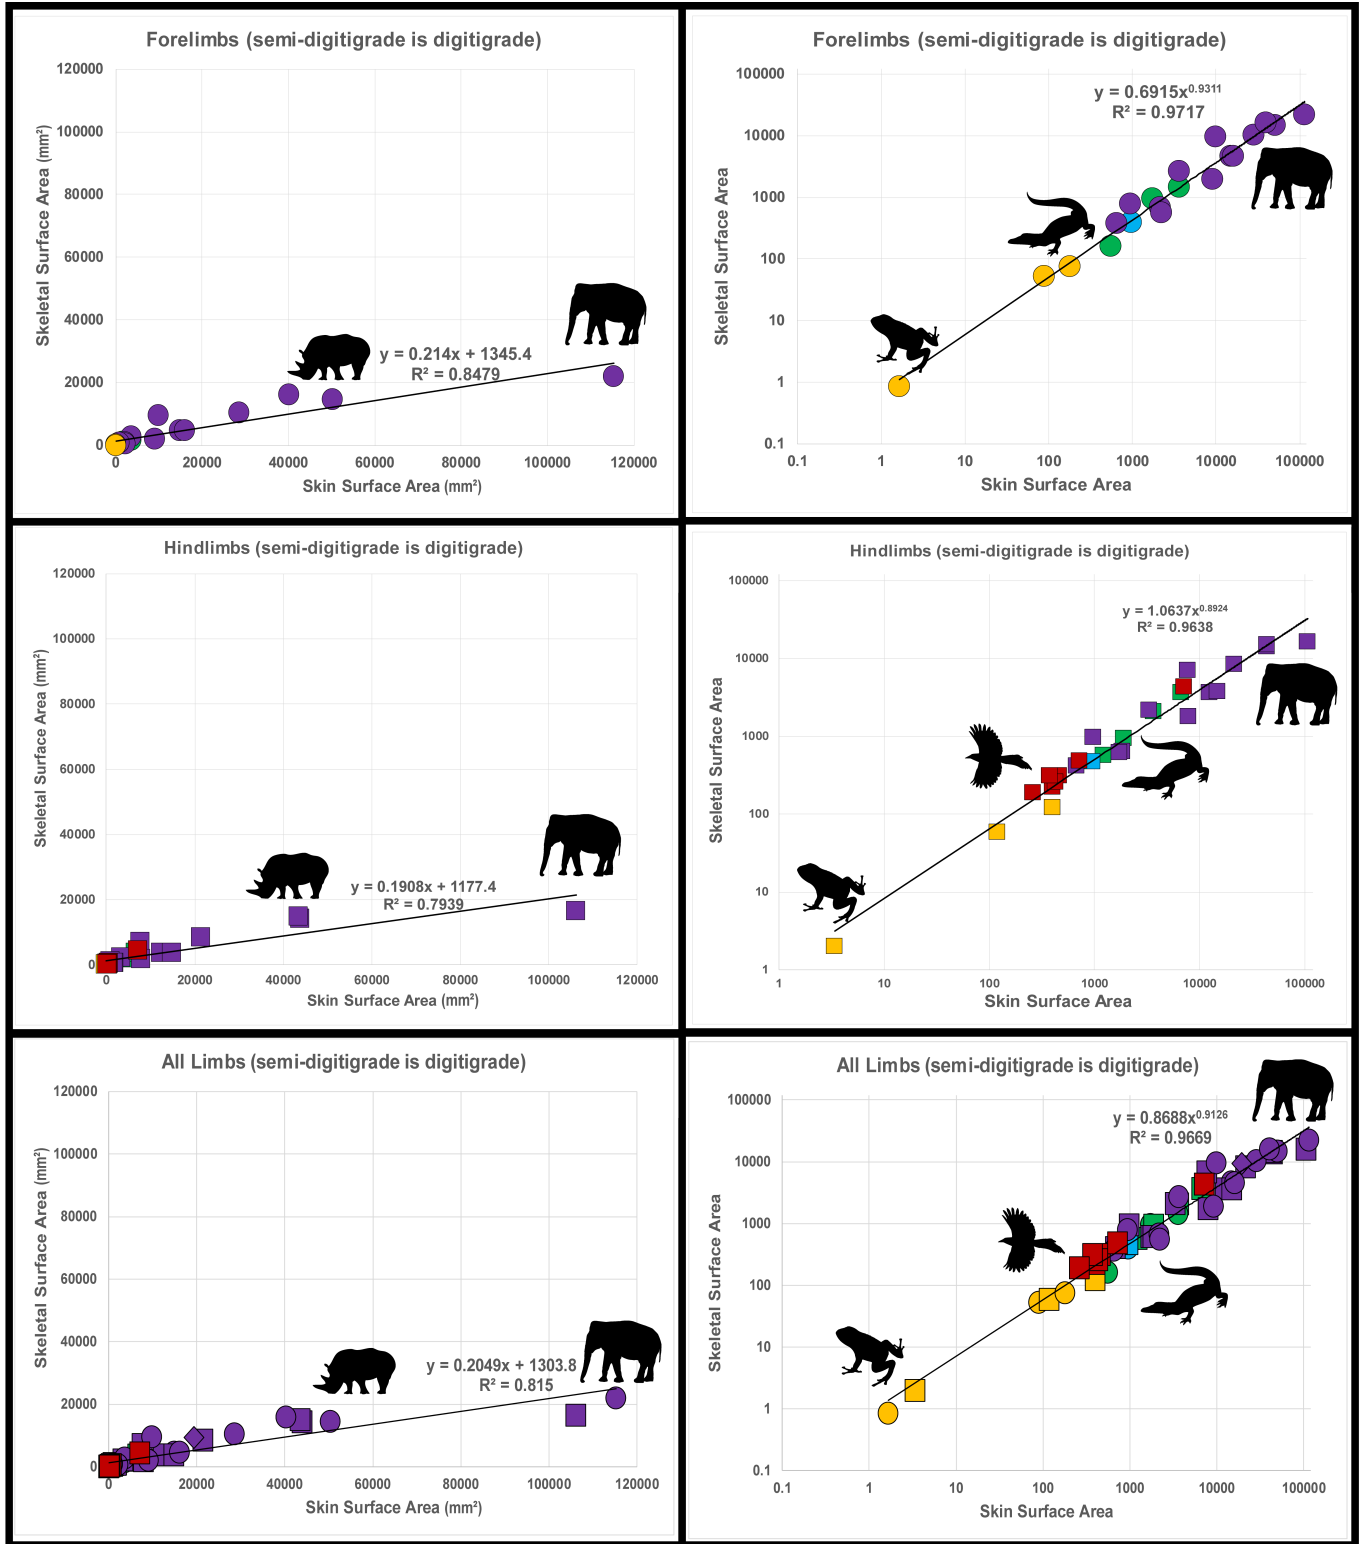 Forelimbs (semi-digitigrade is digitigrade)
120000
100000
80000
60000
40000
20000
0
Skeletal Surface Area (mm²)
y = 0.214x + 1345.4
R² = 0.8479
0
20000
40000
60000
80000
100000
120000
Skin Surface Area (mm²)
Forelimbs (semi-digitigrade is digitigrade)
100000
10000
1000
100
10
1
0.1
Skeletal Surface Area
y = 0.6915x^0.9311
R² = 0.9717
0.1
1
10
100
1000
10000
100000
Skin Surface Area
Hindlimbs (semi-digitigrade is digitigrade)
120000
100000
80000
60000
40000
20000
0
Skeletal Surface Area (mm²)
y = 0.1908x + 1177.4
R² = 0.7939
0
20000
40000
60000
80000
100000
120000
Skin Surface Area (mm²)
Hindlimbs (semi-digitigrade is digitigrade)
100000
10000
1000
100
10
1
Skeletal Surface Area
y = 1.0637x^0.8924
R² = 0.9638
1
10
100
1000
10000
100000
Skin Surface Area
All Limbs (semi-digitigrade is digitigrade)
120000
100000
80000
60000
40000
20000
0
Skeletal Surface Area (mm²)
y = 0.2049x + 1303.8
R² = 0.815
0
20000
40000
60000
80000
100000
120000
Skin Surface Area (mm²)
All Limbs (semi-digitigrade is digitigrade)
100000
10000
1000
100
10
1
0.1
Skeletal Surface Area
y = 0.8688x^0.9126
R² = 0.9669
0.1
1
10
100
1000
10000
100000
Skin Surface Area